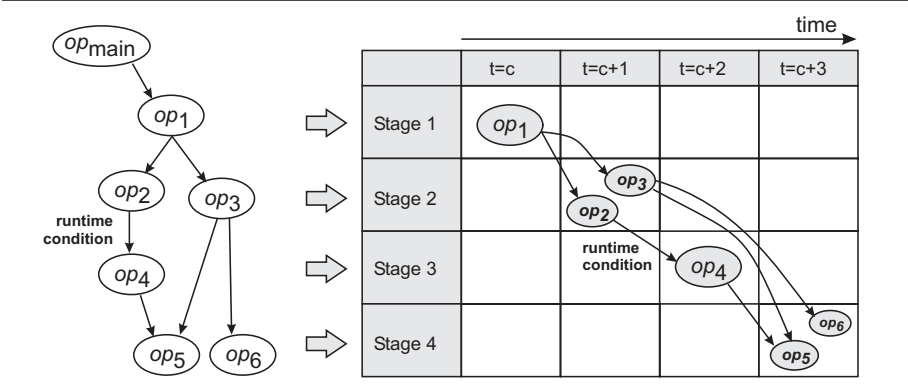 time
opmain
t=c t=c+1 t=c+2 t=c+3
op1
Stage 1
op1
op2
op3
runtime
condition
Stage 2
op3
op2
op4
Stage 3
runtime
condition
op4
op5
op6
Stage 4
op6
op5